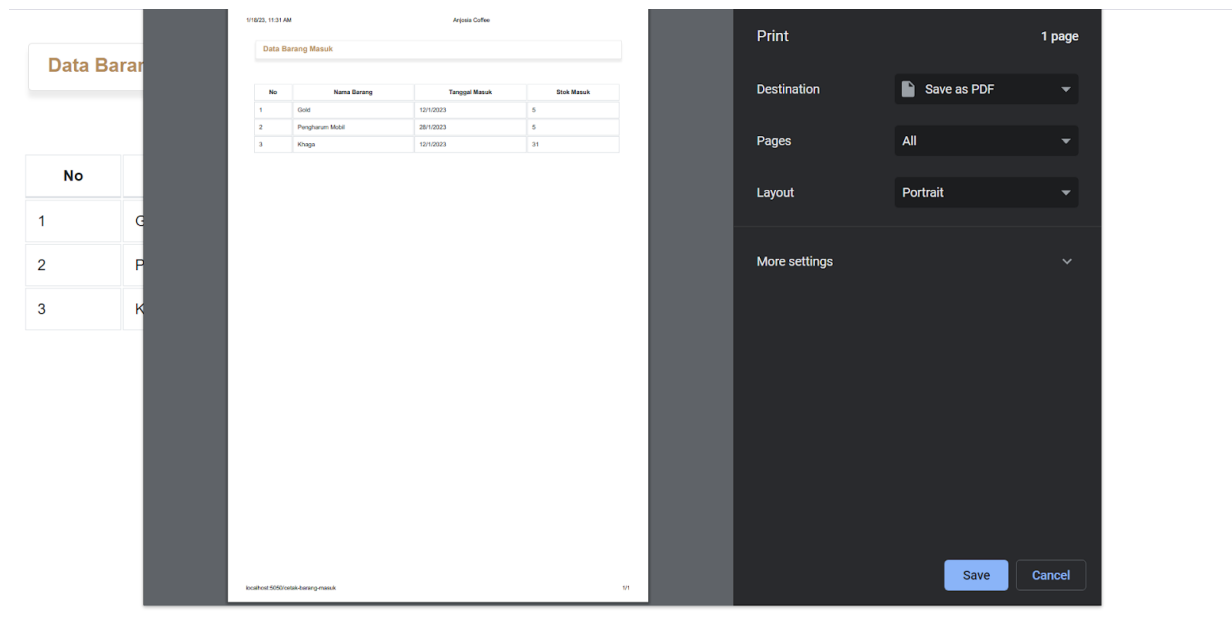 Data Barar
No
1 G
2 P
3 K
1/18/23, 11:31 AM Anjosia Coffee
Data Barang Masuk
No Nama Barang Tanggal Masuk Stok Masuk
1 Gold 12/1/2023 5
2 Pengharum Mobil 28/1/2023 5
3 Khaga 12/1/2023 31
localhost:5050/cetak-barang-masuk 1/1
Print 1 page
Destination Save as PDF
Pages All
Layout Portrait
More settings
Save Cancel